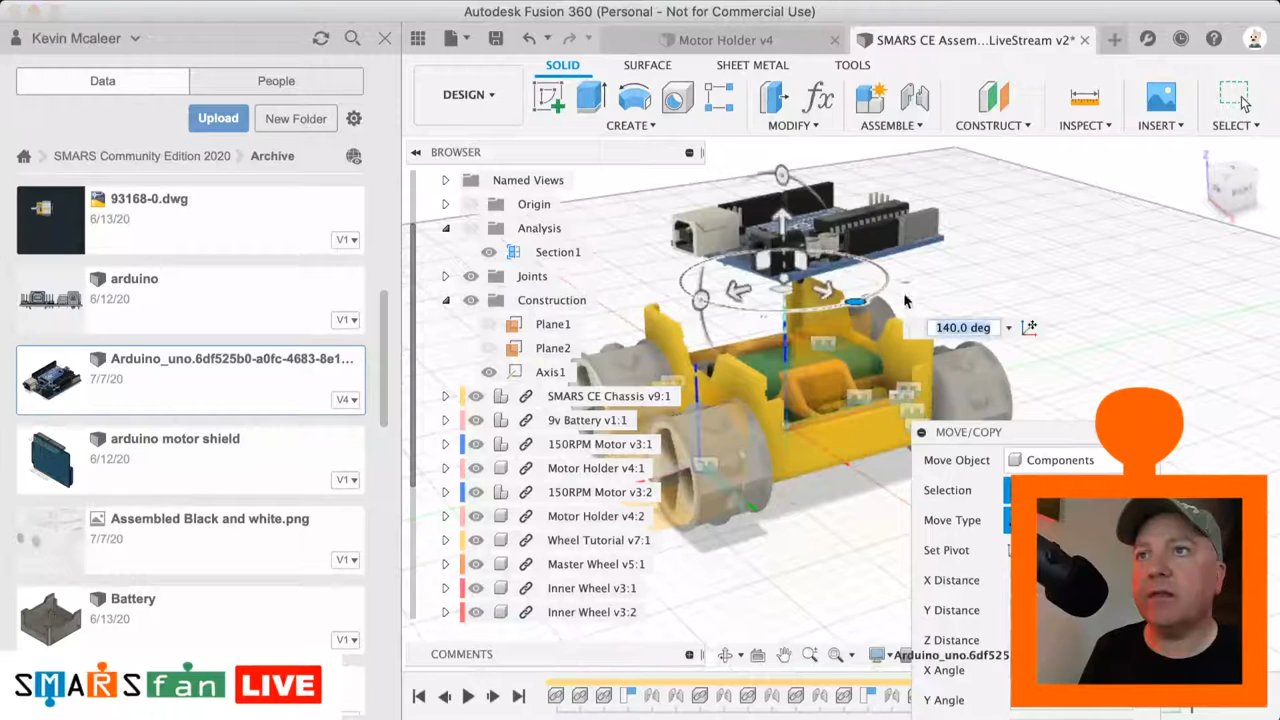 Autodesk Fusion 360 (Personal - Not for Commercial Use)
Kevin Mcaleer
Motor Holder v4
SMARS CE Assem...LiveStream v2*
Data
People
Upload
New Folder
SMARS Community Edition 2020
Archive
93168-0.dwg
6/13/20
V1
arduino
6/12/20
V1
Arduino_uno.6df525b0-a0fc-4683-8e1...
7/7/20
V4
arduino motor shield
6/12/20
V1
Assembled Black and white.png
7/7/20
V1
Battery
6/13/20
V1
SMARSfan LIVE
SOLID
SURFACE
SHEET METAL
TOOLS
DESIGN
CREATE
MODIFY
ASSEMBLE
CONSTRUCT
INSPECT
INSERT
SELECT
BROWSER
Named Views
Origin
Analysis
Section1
Joints
Construction
Plane1
Plane2
Axis1
SMARS CE Chassis v9:1
9v Battery v1:1
150RPM Motor v3:1
Motor Holder v4:1
150RPM Motor v3:2
Motor Holder v4:2
Wheel Tutorial v7:1
Master Wheel v5:1
Inner Wheel v3:1
Inner Wheel v3:2
COMMENTS
Z
140.0 deg
MOVE/COPY
Move Object
Components
Selection
Move Type
Set Pivot
X Distance
Y Distance
Z Distance
X Angle
Y Angle
Arduino_uno.6df525